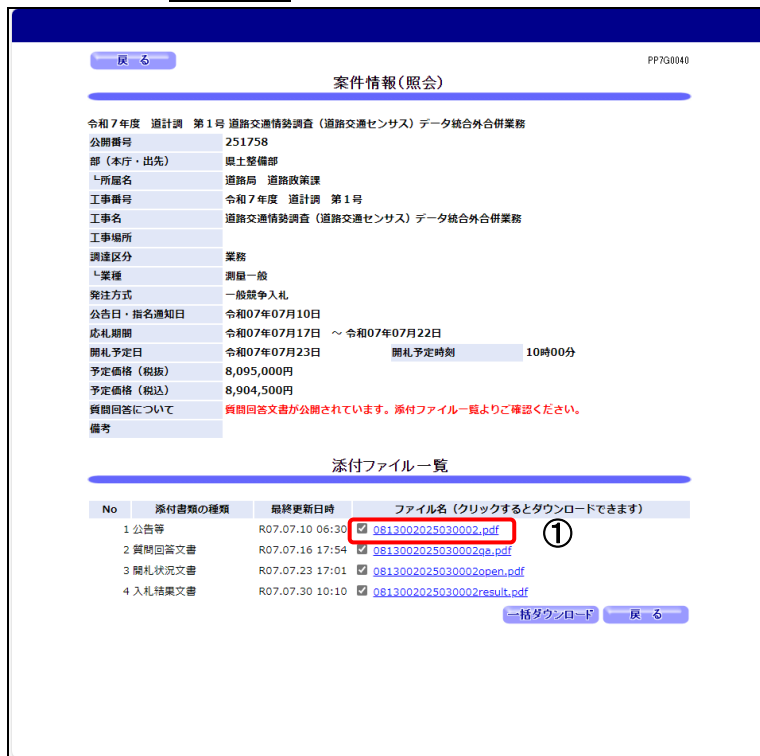 戻 る
PP7G0040
案件情報(照会)
令和7年度 道計調 第1号 道路交通情勢調査（道路交通センサス）データ統合外合併業務
公開番号 251758
部（本庁・出先） 県土整備部
└所属名 道路局 道路政策課
工事番号 令和7年度 道計調 第1号
工事名 道路交通情勢調査（道路交通センサス）データ統合外合併業務
工事場所
調達区分 業務
└業種 測量一般
発注方式 一般競争入札
公告日・指名通知日 令和07年07月10日
応札期間 令和07年07月17日 ～ 令和07年07月22日
開札予定日 令和07年07月23日 開札予定時刻 10時00分
予定価格（税抜） 8,095,000円
予定価格（税込） 8,904,500円
質問回答について 質問回答文書が公開されています。添付ファイル一覧よりご確認ください。
備考
添付ファイル一覧
No 添付書類の種類 最終更新日時 ファイル名（クリックするとダウンロードできます）
1 公告等 R07.07.10 06:30 0813002025030002.pdf ①
2 質問回答文書 R07.07.16 17:54 0813002025030002qa.pdf
3 開札状況文書 R07.07.23 17:01 0813002025030002open.pdf
4 入札結果文書 R07.07.30 10:10 0813002025030002result.pdf
一括ダウンロード 戻 る